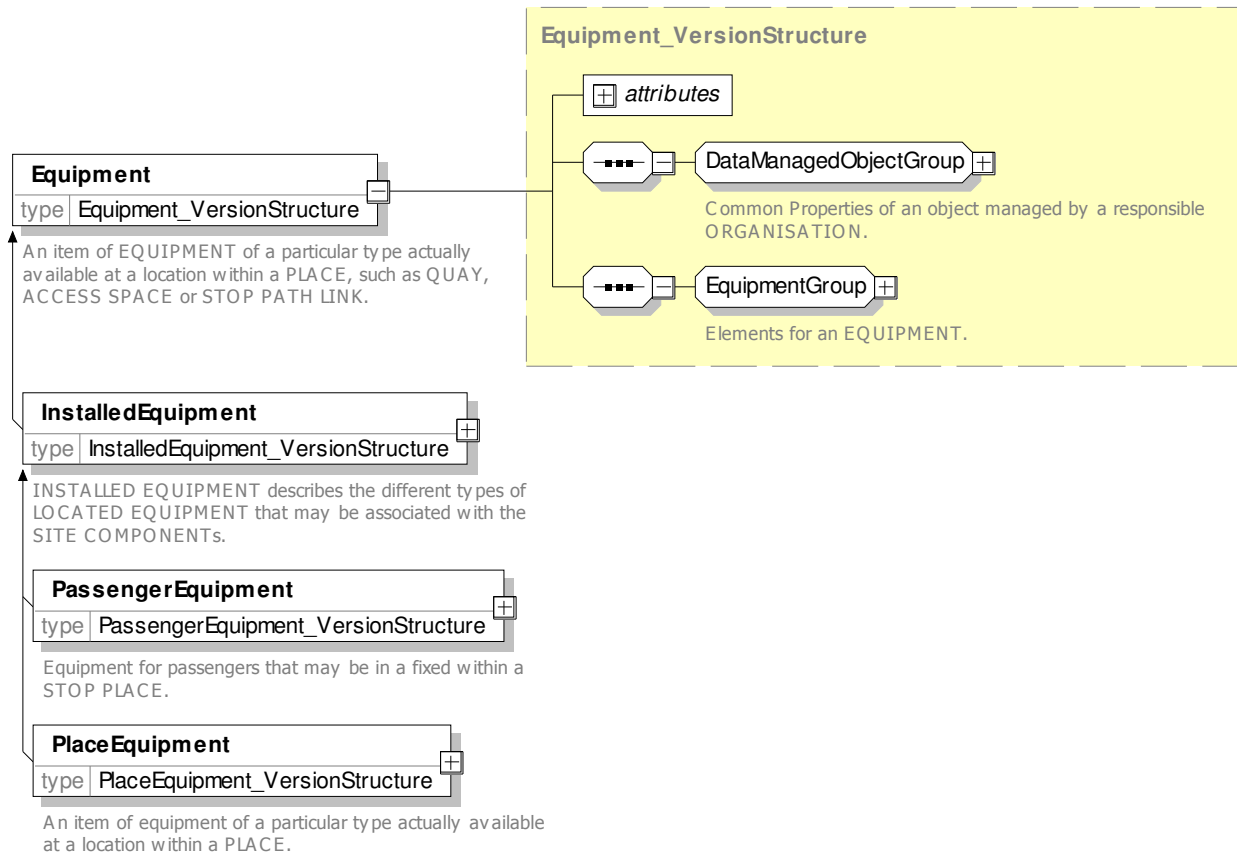 Equipment_VersionStructure
attributes
Equipment
type Equipment_VersionStructure
DataManagedObjectGroup
Common Properties of an object managed by a responsible
ORGANISATION.
An item of EQUIPMENT of a particular type actually
available at a location within a PLACE, such as QUAY,
ACCESS SPACE or STOP PATH LINK.
EquipmentGroup
Elements for an EQUIPMENT.
InstalledEquipment
type InstalledEquipment_VersionStructure
INSTALLED EQUIPMENT describes the different types of
LOCATED EQUIPMENT that may be associated with the
SITE COMPONENTs.
PassengerEquipment
type PassengerEquipment_VersionStructure
Equipment for passengers that may be in a fixed within a
STOP PLACE.
PlaceEquipment
type PlaceEquipment_VersionStructure
An item of equipment of a particular type actually available
at a location within a PLACE.